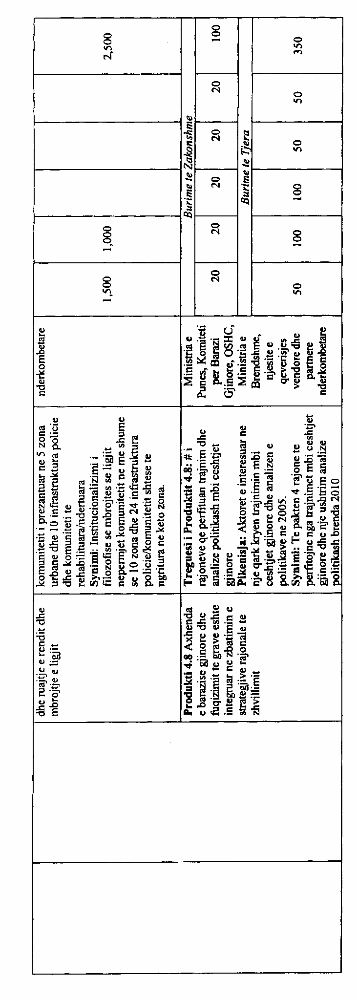 dhe ruajtje e rendit dhe
mbrojtje e ligjit
komunitetit i prezantuar ne 5 zona
urbane dhe 10 infrastruktura policie
dhe komuniteti te
rehabilituara/ndertuara
Synimi: Institucionalizimi i
filozofise se mbrojtes se ligjit
nepermjet komunitetit ne me shume
se 10 zona dhe 24 infrastruktura
policie/komunitetit shtese te
ngritura ne keto zona.
nderkombetare
1,500 1,000 2,500
Produkti 4.8 Axhenda
e barazise gjinore dhe
fuqizimit te grave eshte
integruar ne zbatimin e
strategjive rajonale te
zhvillimit
Treguesi i Produktit 4.8: # i
rajoneve qe perfituan trajnim dhe
analize politikash mbi ceshtjet
gjinore
Pikenisja: Aktoret e interesuar ne
nje qark kryen trajnimin mbi
ceshtjet gjinore dhe analizen e
politikave ne 2005.
Synimi: Te pakten 4 rajone te
perfitojne nga trajnimet mbi ceshtjet
gjinore dhe nje ushtrim analize
politikash brenda 2010
Ministria e
Punes, Komiteti
per Barazi
Gjinore, OSHC,
Ministria e
Brendshme,
njesite e
qeverisjes
vendore dhe
partnere
nderkombetare
Burime te Zakonshme
20 20 20 20 20 100
Burime te Tjera
50 100 100 50 50 350